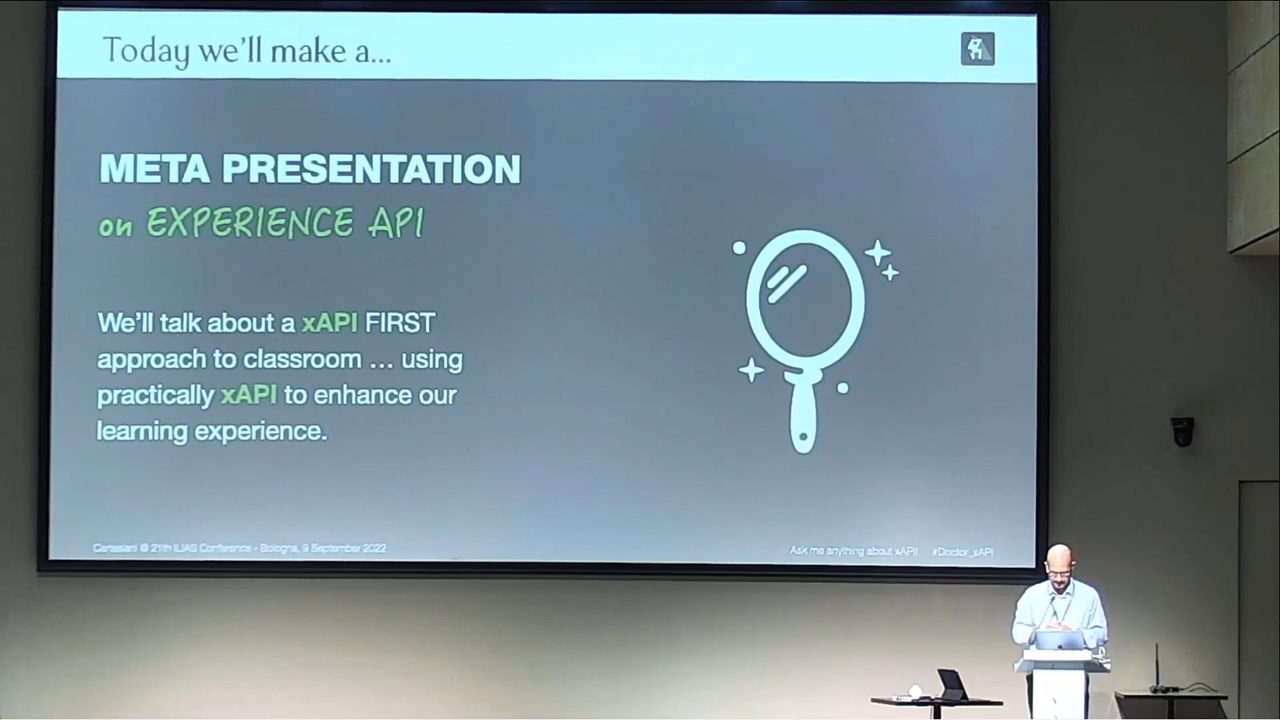 Today we'll make a...
META PRESENTATION
on EXPERIENCE API
We'll talk about a xAPI FIRST
approach to classroom ... using
practically xAPI to enhance our
learning experience.
Cartesiani @ 21th ILIAS Conference - Bologna, 9 September 2022
Ask me anything about xAPI! #Doctor_xAPI